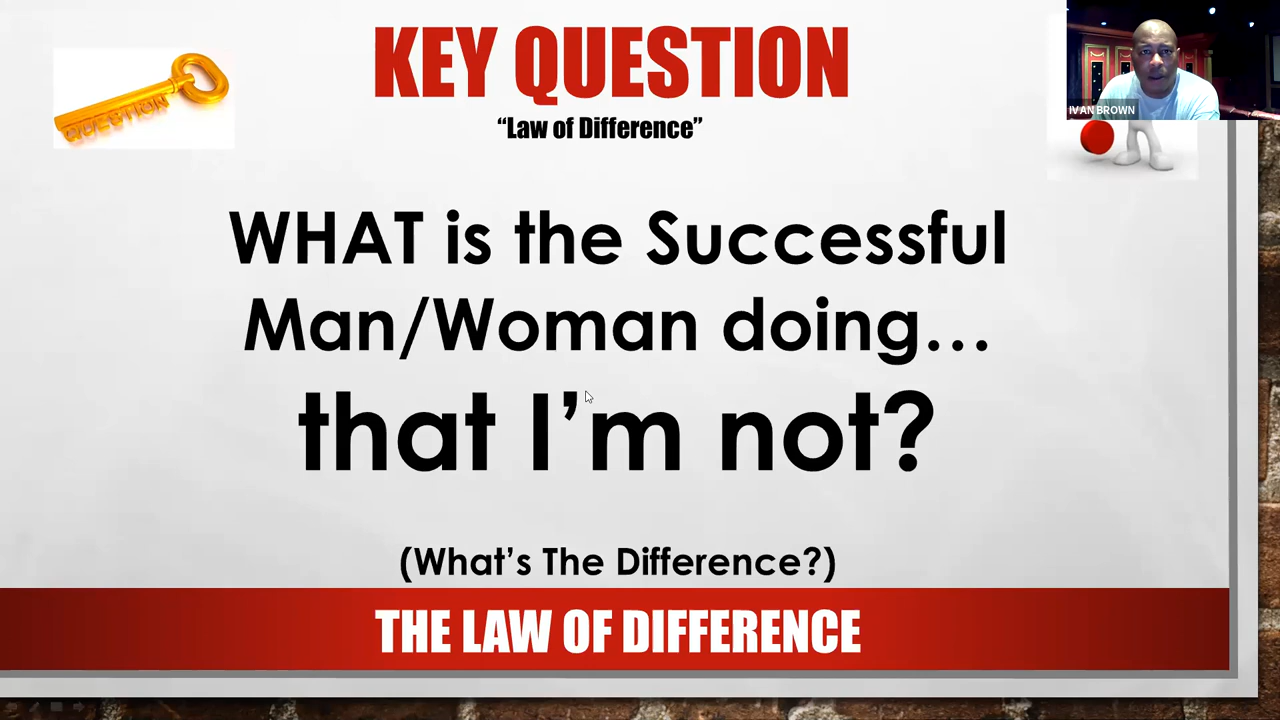 KEY QUESTION
“Law of Difference”
QUESTION
IVAN BROWN
WHAT is the Successful
Man/Woman doing...
that I’m not?
(What’s The Difference?)
THE LAW OF DIFFERENCE